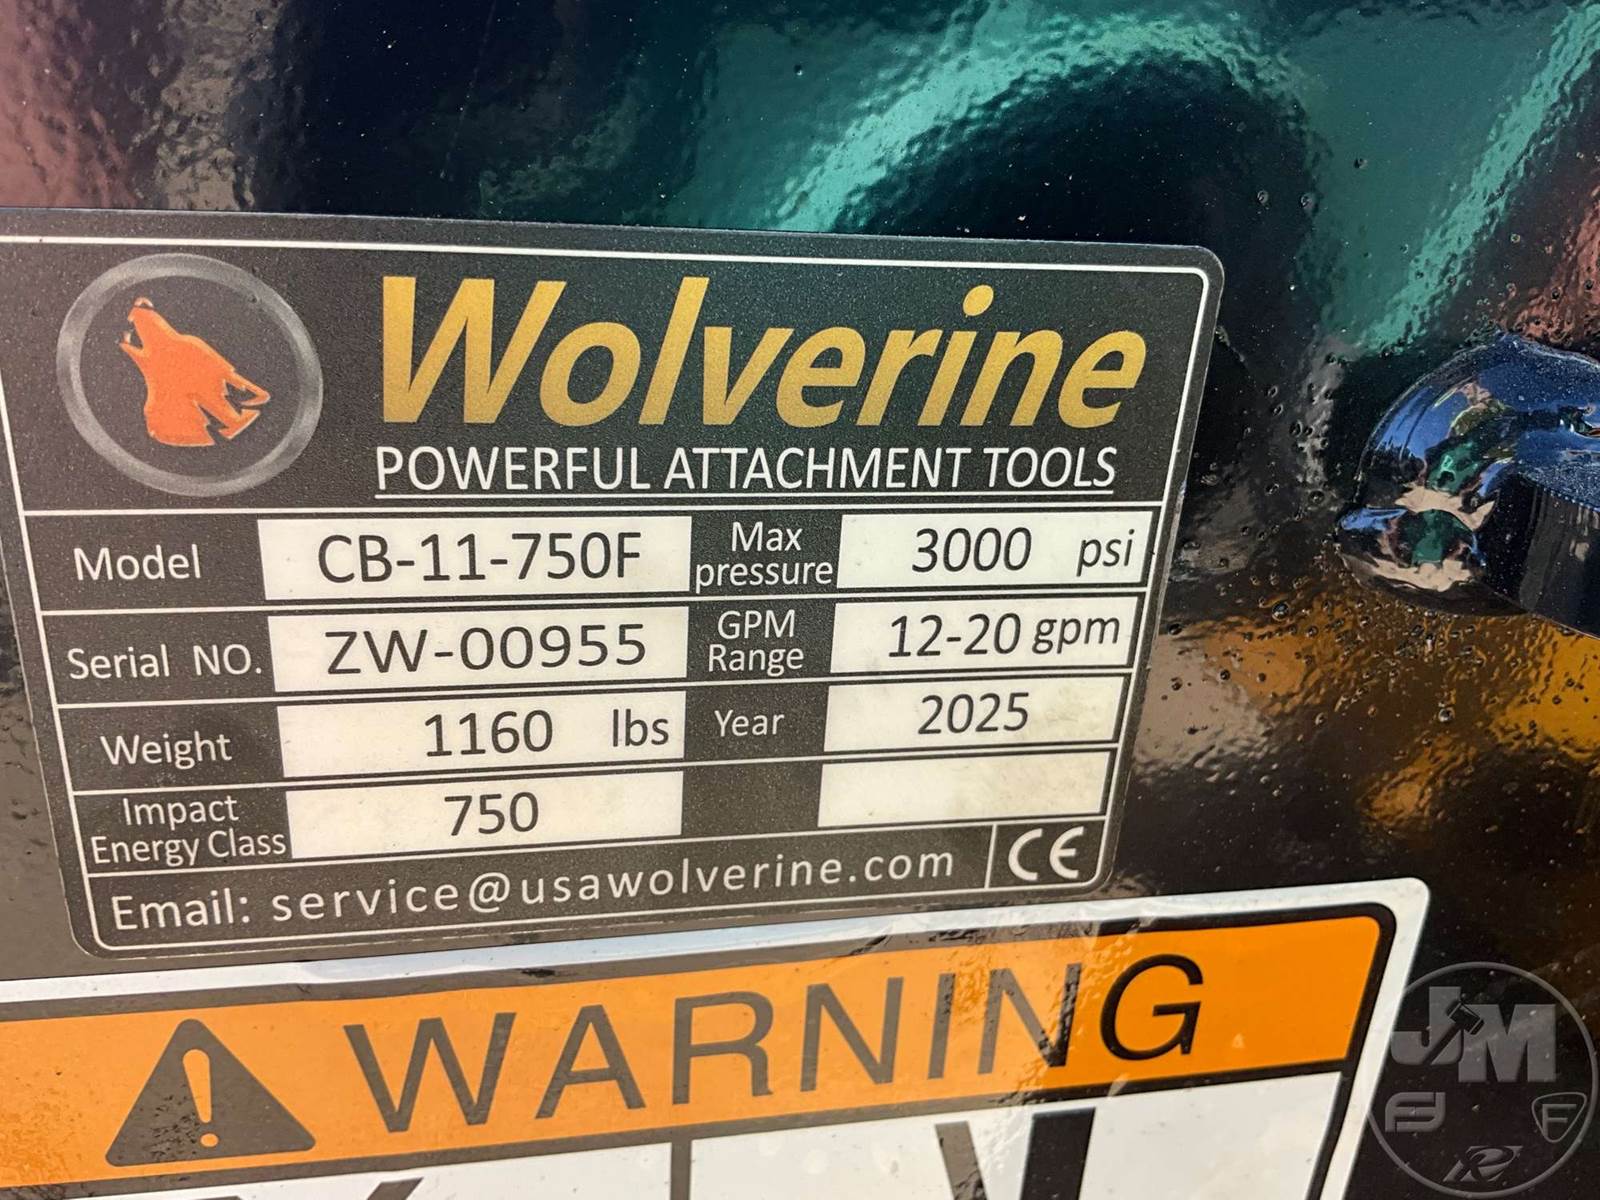 Wolverine
POWERFUL ATTACHMENT TOOLS
Model CB-11-750F Max pressure 3000 psi
Serial NO. ZW-00955 GPM Range 12-20 gpm
Weight 1160 lbs Year 2025
Impact Energy Class 750
Email: service@usawolverine.com CE
WARNING
JM